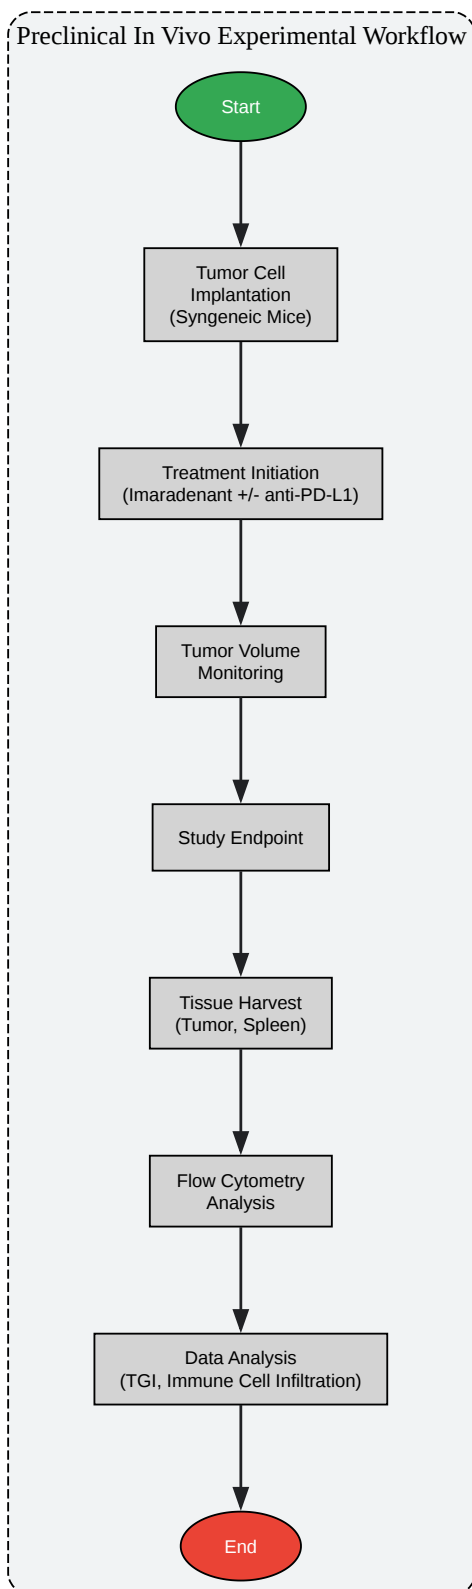 Preclinical In Vivo Experimental Workflow
Start
Tumor Cell
Implantation
(Syngeneic Mice)
Treatment Initiation
(Imaradenant +/- anti-PD-L1)
Tumor Volume
Monitoring
Study Endpoint
Tissue Harvest
(Tumor, Spleen)
Flow Cytometry
Analysis
Data Analysis
(TGI, Immune Cell Infiltration)
End